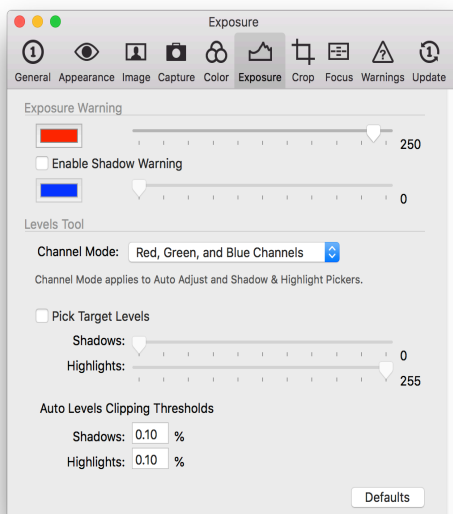 Exposure
General Appearance Image Capture Color Exposure Crop Focus Warnings Update
Exposure Warning
250
Enable Shadow Warning
0
Levels Tool
Channel Mode: Red, Green, and Blue Channels
Channel Mode applies to Auto Adjust and Shadow & Highlight Pickers.
Pick Target Levels
Shadows: 0
Highlights: 255
Auto Levels Clipping Thresholds
Shadows: 0.10 %
Highlights: 0.10 %
Defaults